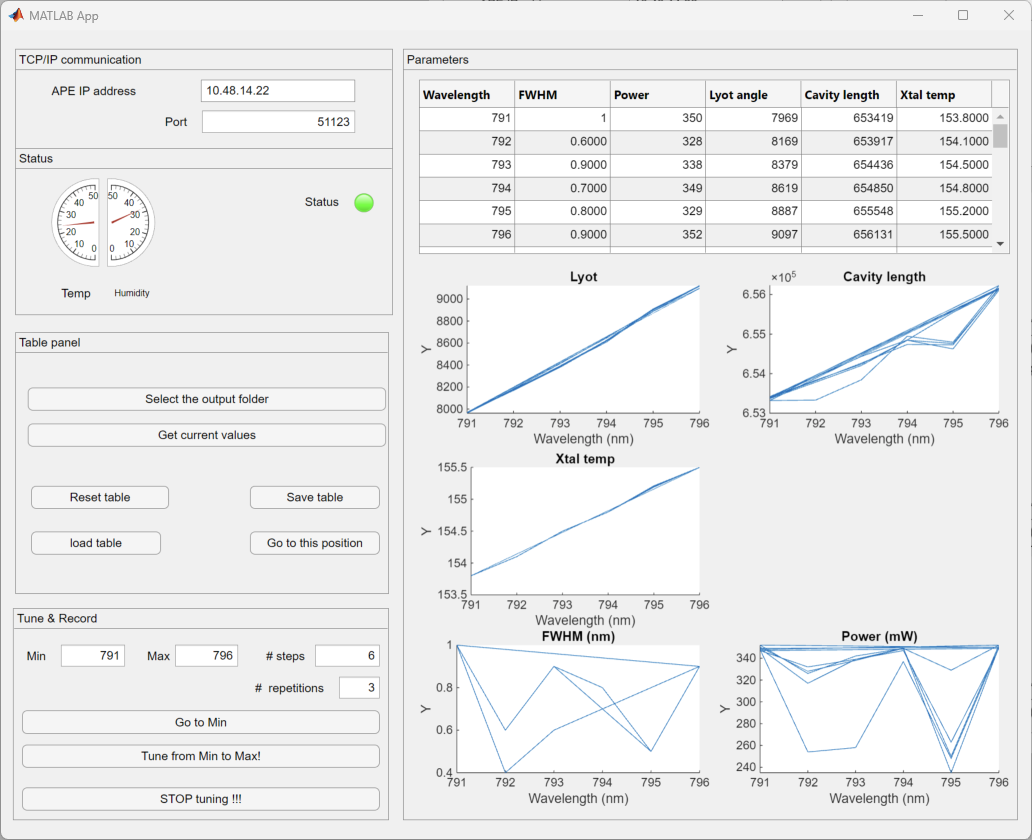 MATLAB App
TCP/IP communication
APE IP address 10.48.14.22
Port 51123
Status
50 50
40 40
30 30
20 20
10 10
0 0
Status
Temp Humidity
Table panel
Select the output folder
Get current values
Reset table Save table
load table Go to this position
Tune & Record
Min 791 Max 796 # steps 6
# repetitions 3
Go to Min
Tune from Min to Max!
STOP tuning !!!
Parameters
Wavelength FWHM Power Lyot angle Cavity length Xtal temp
791 1 350 7969 653419 153.8000
792 0.6000 328 8169 653917 154.1000
793 0.9000 338 8379 654436 154.5000
794 0.7000 349 8619 654850 154.8000
795 0.8000 329 8887 655548 155.2000
796 0.9000 352 9097 656131 155.5000
Lyot
9000
8800
8600
8400
8200
8000
Y
791 792 793 794 795 796
Wavelength (nm)
×10⁵ Cavity length
6.56
6.55
6.54
6.53
Y
791 792 793 794 795 796
Wavelength (nm)
Xtal temp
155.5
155
154.5
154
153.5
Y
791 792 793 794 795 796
Wavelength (nm)
FWHM (nm)
1
0.8
0.6
0.4
Y
791 792 793 794 795 796
Wavelength (nm)
Power (mW)
340
320
300
280
260
240
Y
791 792 793 794 795 796
Wavelength (nm)